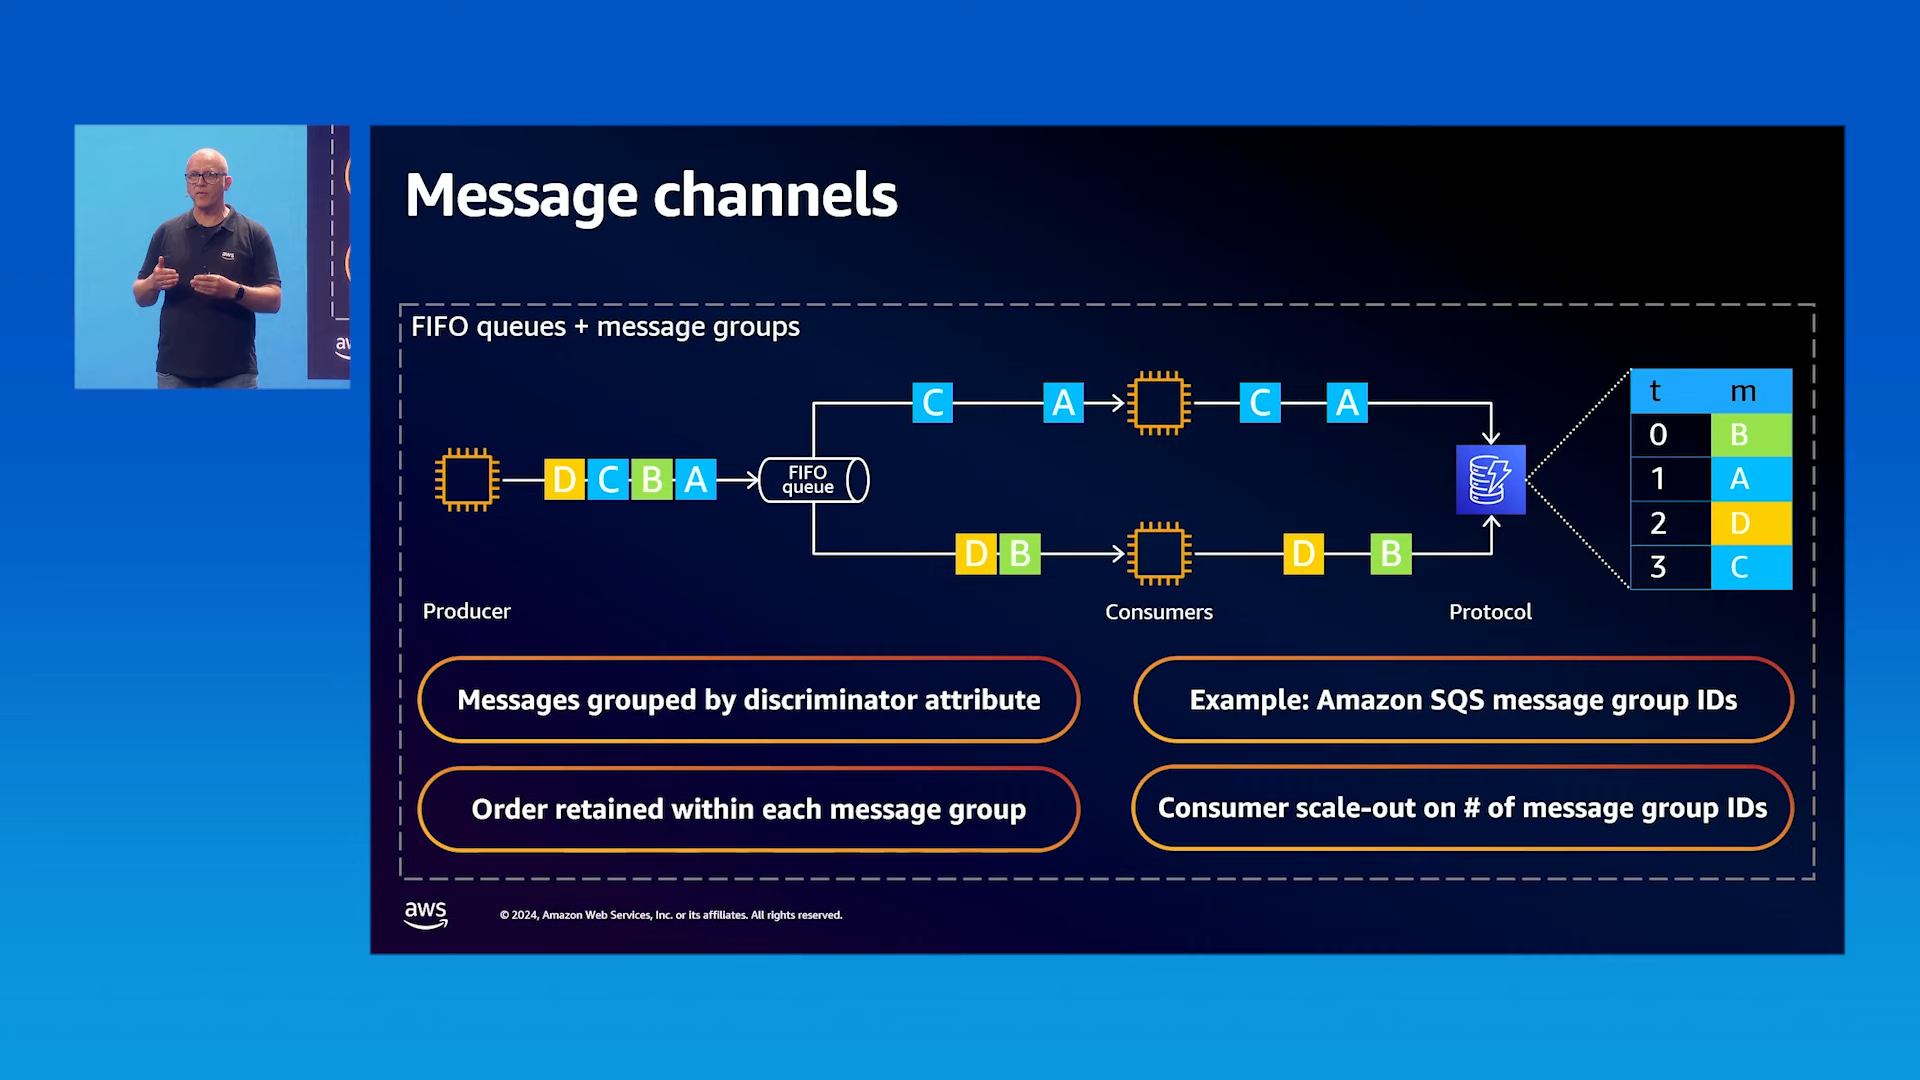 Message channels
FIFO queues + message groups
C A C A
D C B A
FIFO
queue
D B D B
t m
0 B
1 A
2 D
3 C
Producer
Consumers
Protocol
Messages grouped by discriminator attribute
Example: Amazon SQS message group IDs
Order retained within each message group
Consumer scale-out on # of message group IDs
aws
© 2024, Amazon Web Services, Inc. or its affiliates. All rights reserved.
aws
aw